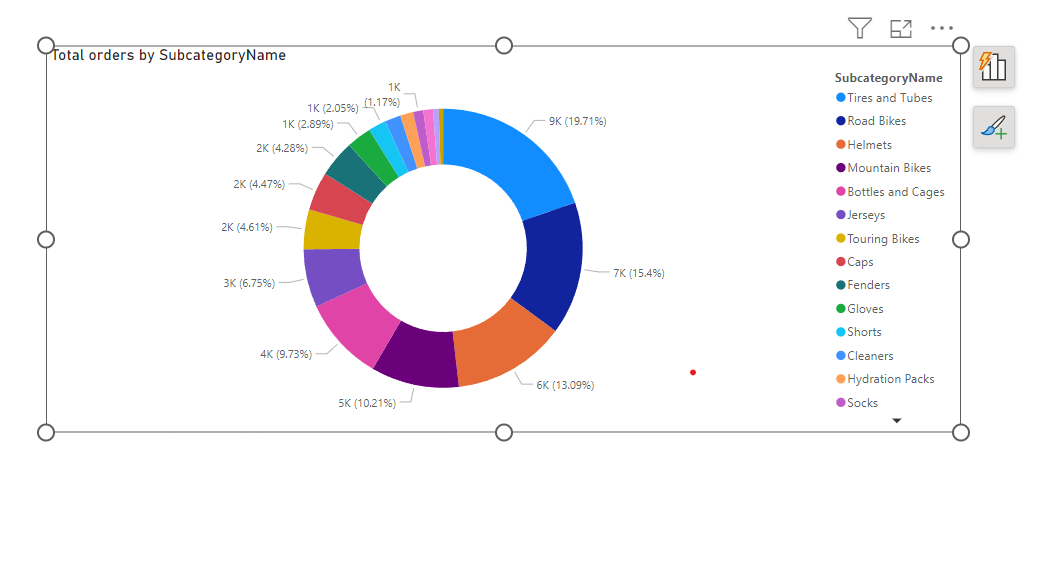 Total orders by SubcategoryName
1K
(1.17%)
1K (2.05%)
1K (2.89%)
2K (4.28%)
2K (4.47%)
2K (4.61%)
3K (6.75%)
4K (9.73%)
5K (10.21%)
6K (13.09%)
7K (15.4%)
9K (19.71%)
SubcategoryName
Tires and Tubes
Road Bikes
Helmets
Mountain Bikes
Bottles and Cages
Jerseys
Touring Bikes
Caps
Fenders
Gloves
Shorts
Cleaners
Hydration Packs
Socks